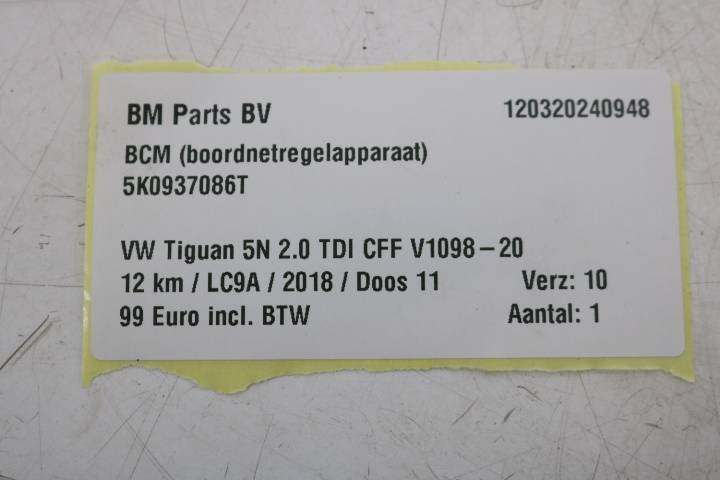 BM Parts BV 120320240948
BCM (boordnetregelapparaat)
5K0937086T
VW Tiguan 5N 2.0 TDI CFF V1098-20
12 km / LC9A / 2018 / Doos 11 Verz: 10
99 Euro incl. BTW Aantal: 1